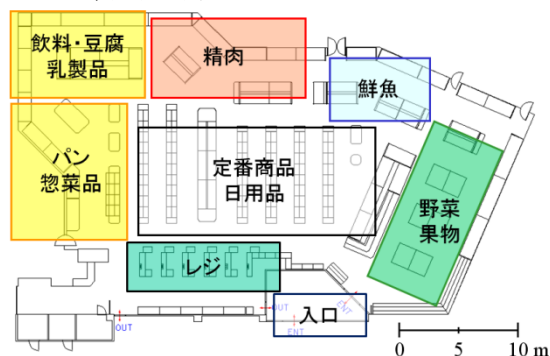 飲料・豆腐
乳製品
精肉
鮮魚
パン
惣菜品
定番商品
日用品
野菜
果物
レジ
入口
OUT
OUT
ENT
ENT
0 5 10 m